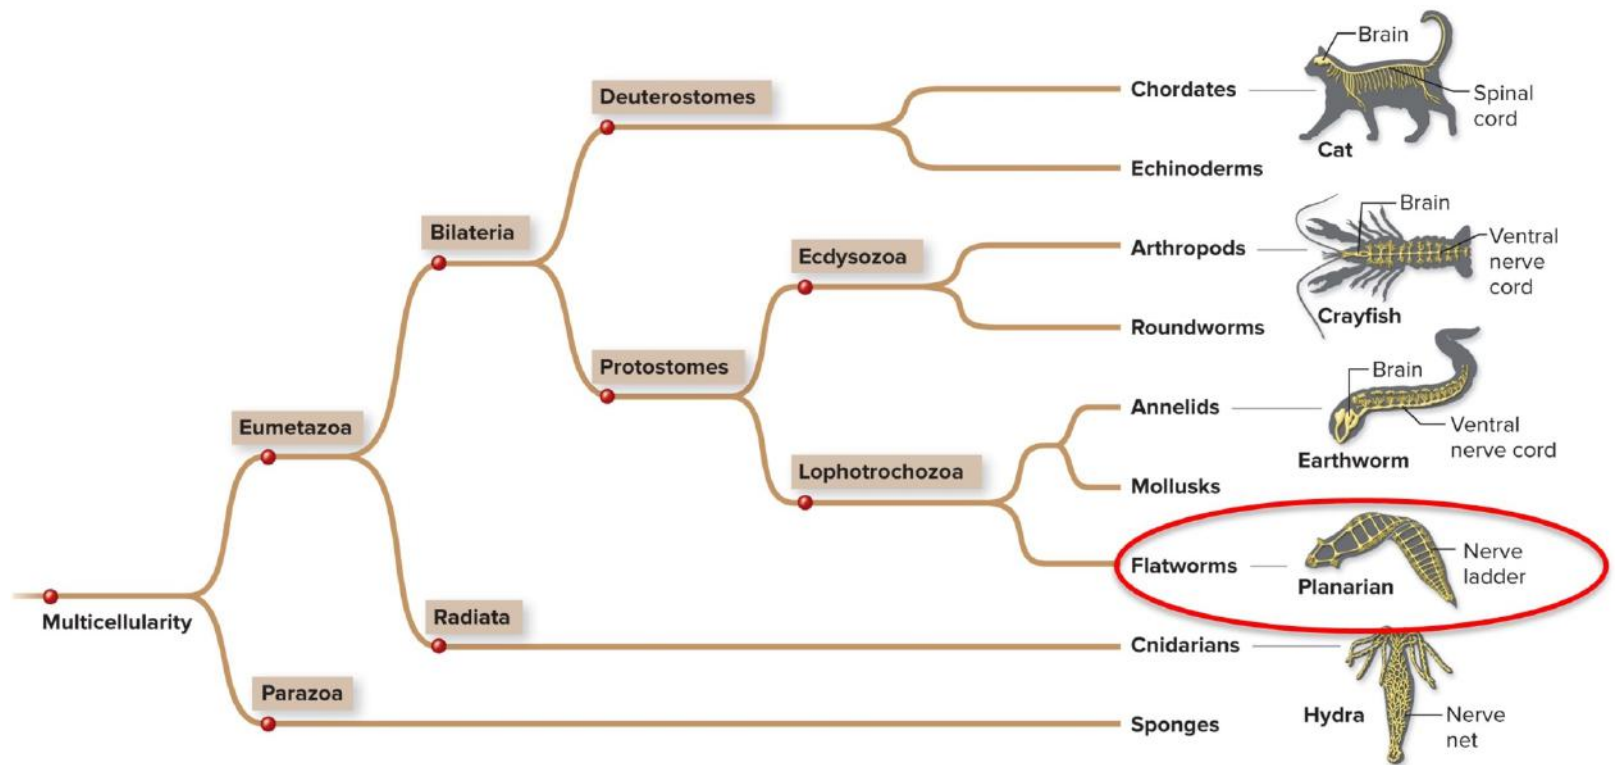 Deuterostomes
Bilateria
Ecdysozoa
Protostomes
Eumetazoa
Lophotrochozoa
Multicellularity
Radiata
Parazoa
Chordates
Brain
Spinal
cord
Cat
Echinoderms
Arthropods
Brain
Ventral
nerve
cord
Crayfish
Roundworms
Annelids
Brain
Ventral
nerve cord
Earthworm
Mollusks
Flatworms
Nerve
ladder
Planarian
Cnidarians
Hydra
Nerve
net
Sponges